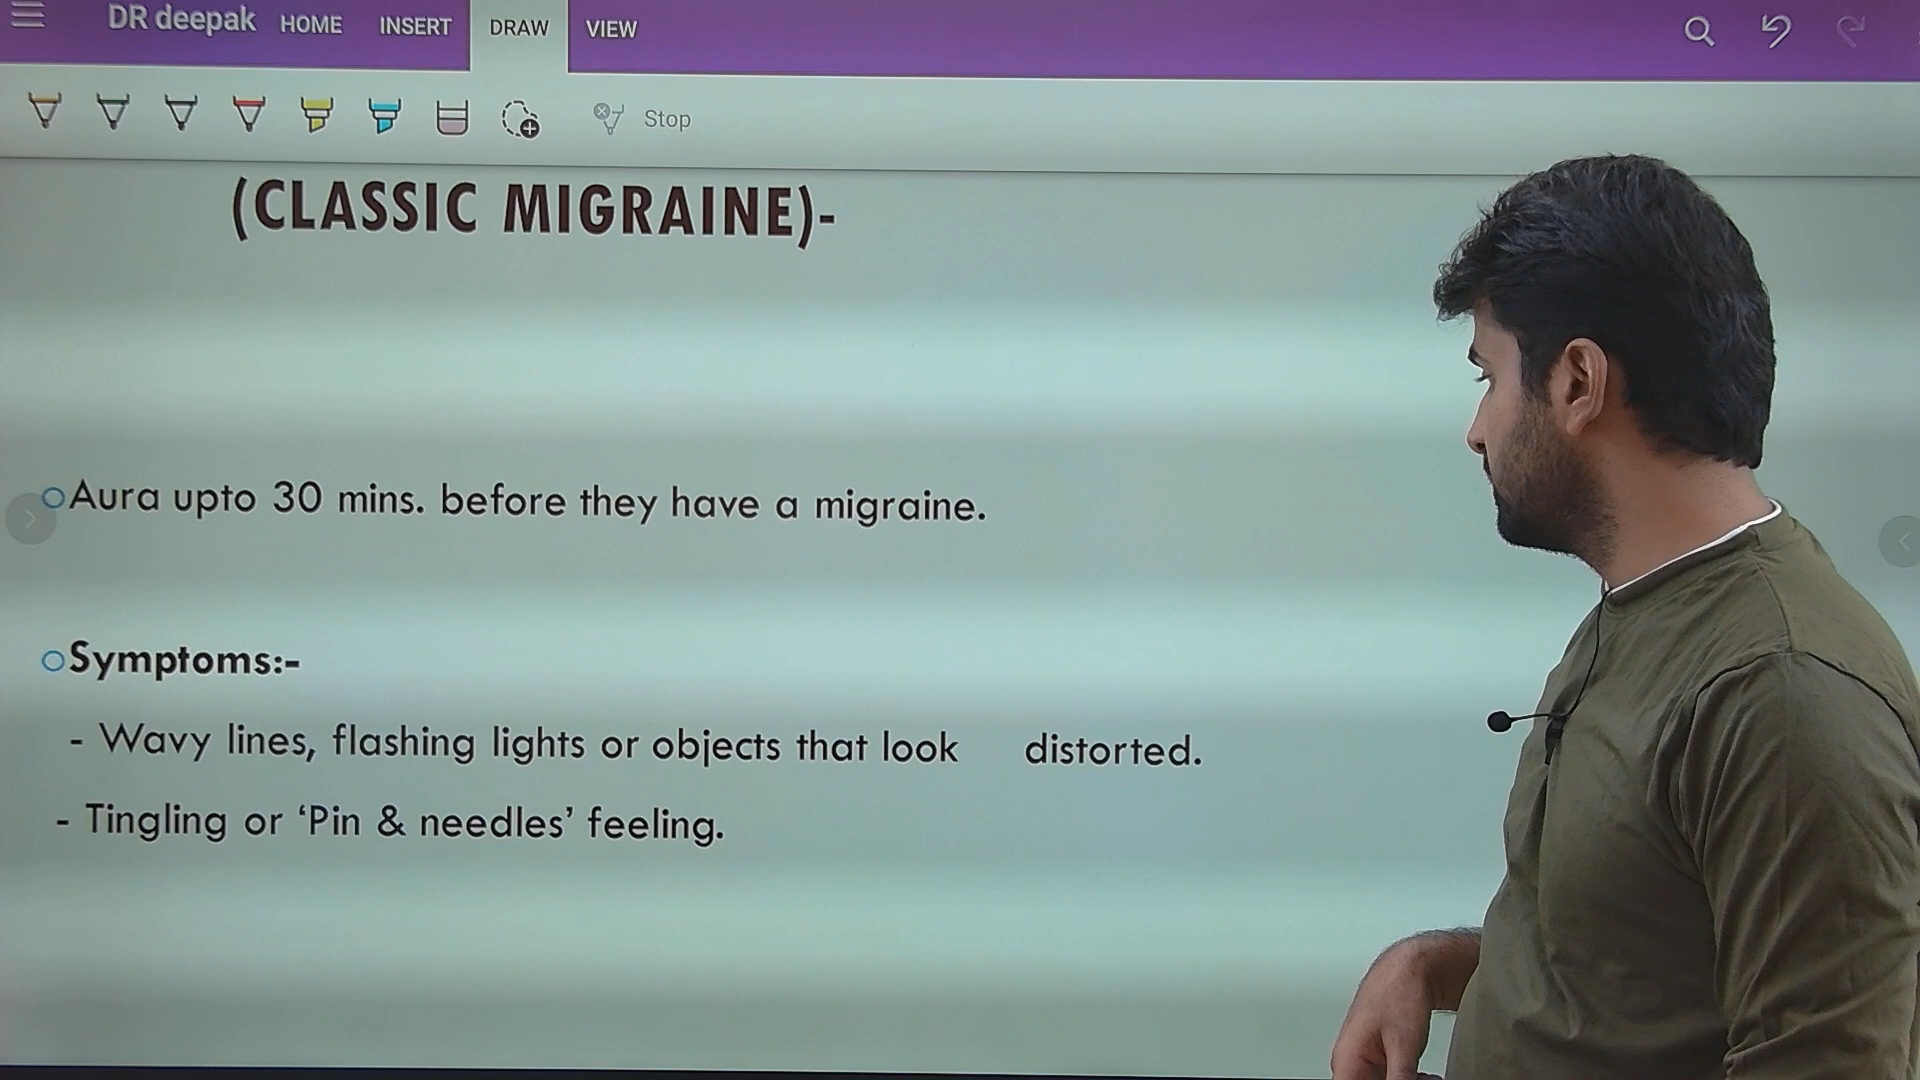 DR deepak HOME INSERT DRAW VIEW
Stop
(CLASSIC MIGRAINE)-
Aura upto 30 mins. before they have a migraine.
Symptoms:-
- Wavy lines, flashing lights or objects that look distorted.
- Tingling or ‘Pin & needles’ feeling.